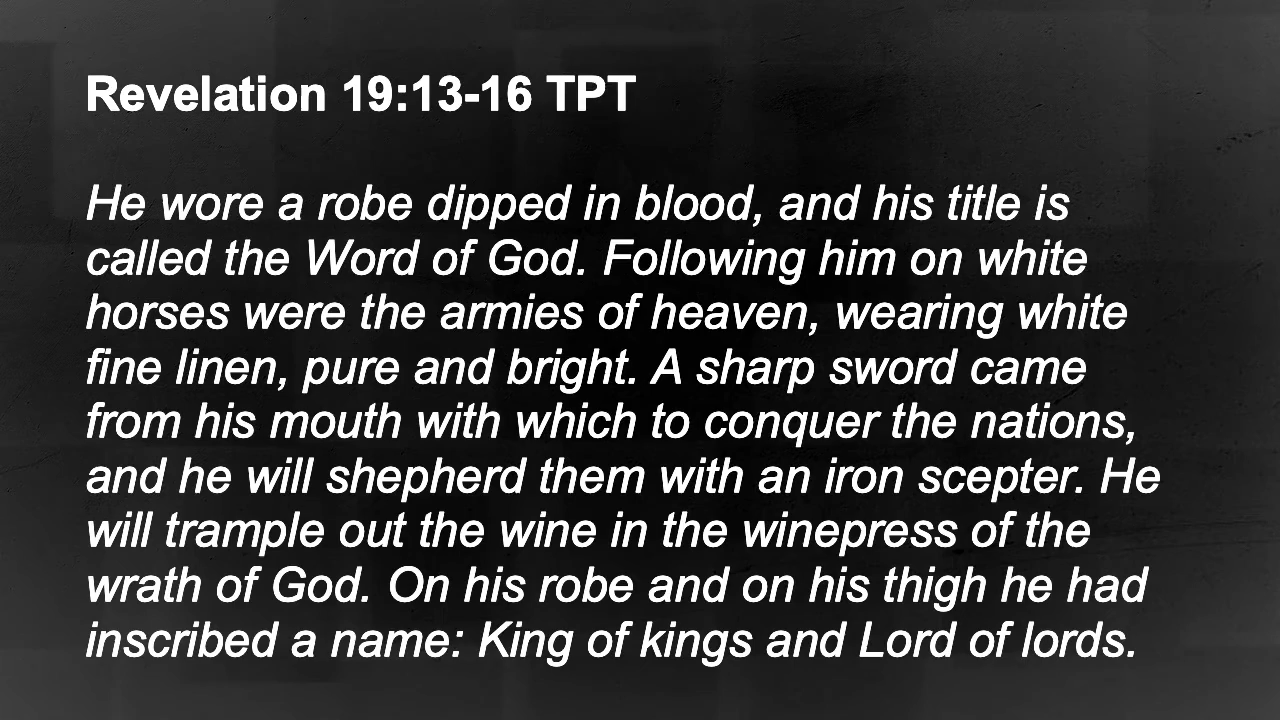 Revelation 19:13-16 TPT
He wore a robe dipped in blood, and his title is
called the Word of God. Following him on white
horses were the armies of heaven, wearing white
fine linen, pure and bright. A sharp sword came
from his mouth with which to conquer the nations,
and he will shepherd them with an iron scepter. He
will trample out the wine in the winepress of the
wrath of God. On his robe and on his thigh he had
inscribed a name: King of kings and Lord of lords.